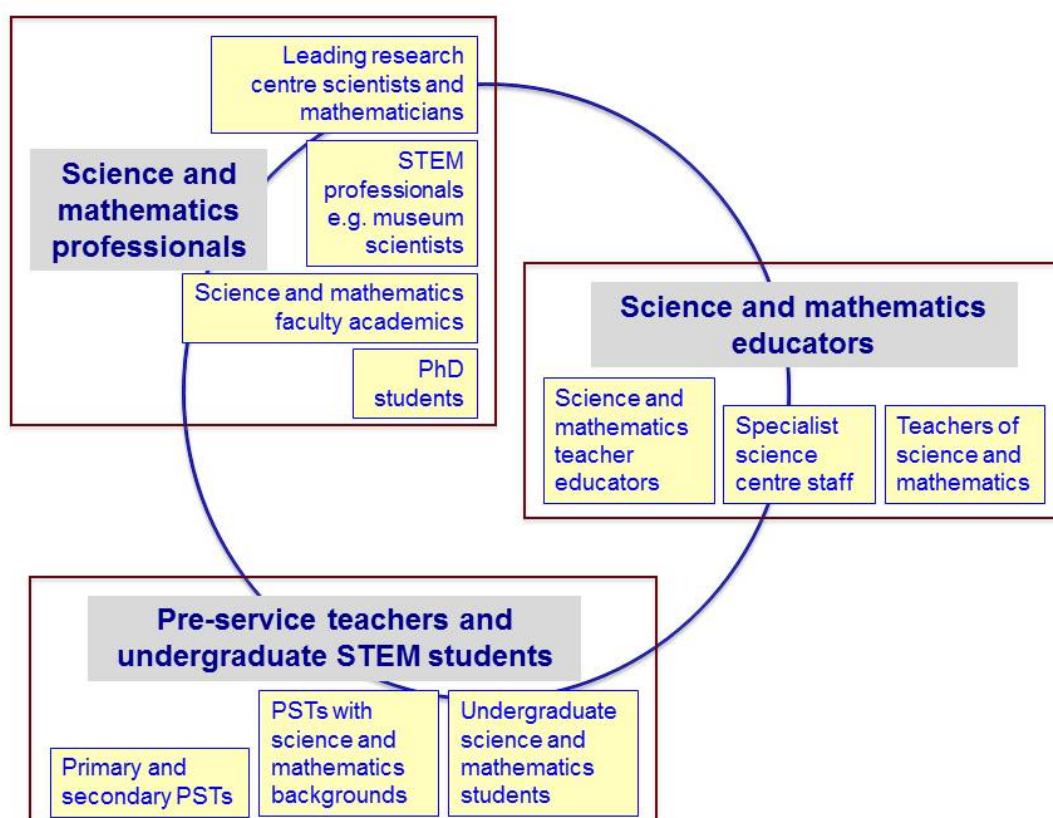 Leading research
centre scientists and
mathematicians
Science and
mathematics
professionals
STEM
professionals
e.g. museum
scientists
Science and mathematics
faculty academics
PhD
students
Science and mathematics
educators
Science and
mathematics
teacher
educators
Specialist
science
centre staff
Teachers of
science and
mathematics
Pre-service teachers and
undergraduate STEM students
Primary and
secondary PSTs
PSTs with
science and
mathematics
backgrounds
Undergraduate
science and
mathematics
students